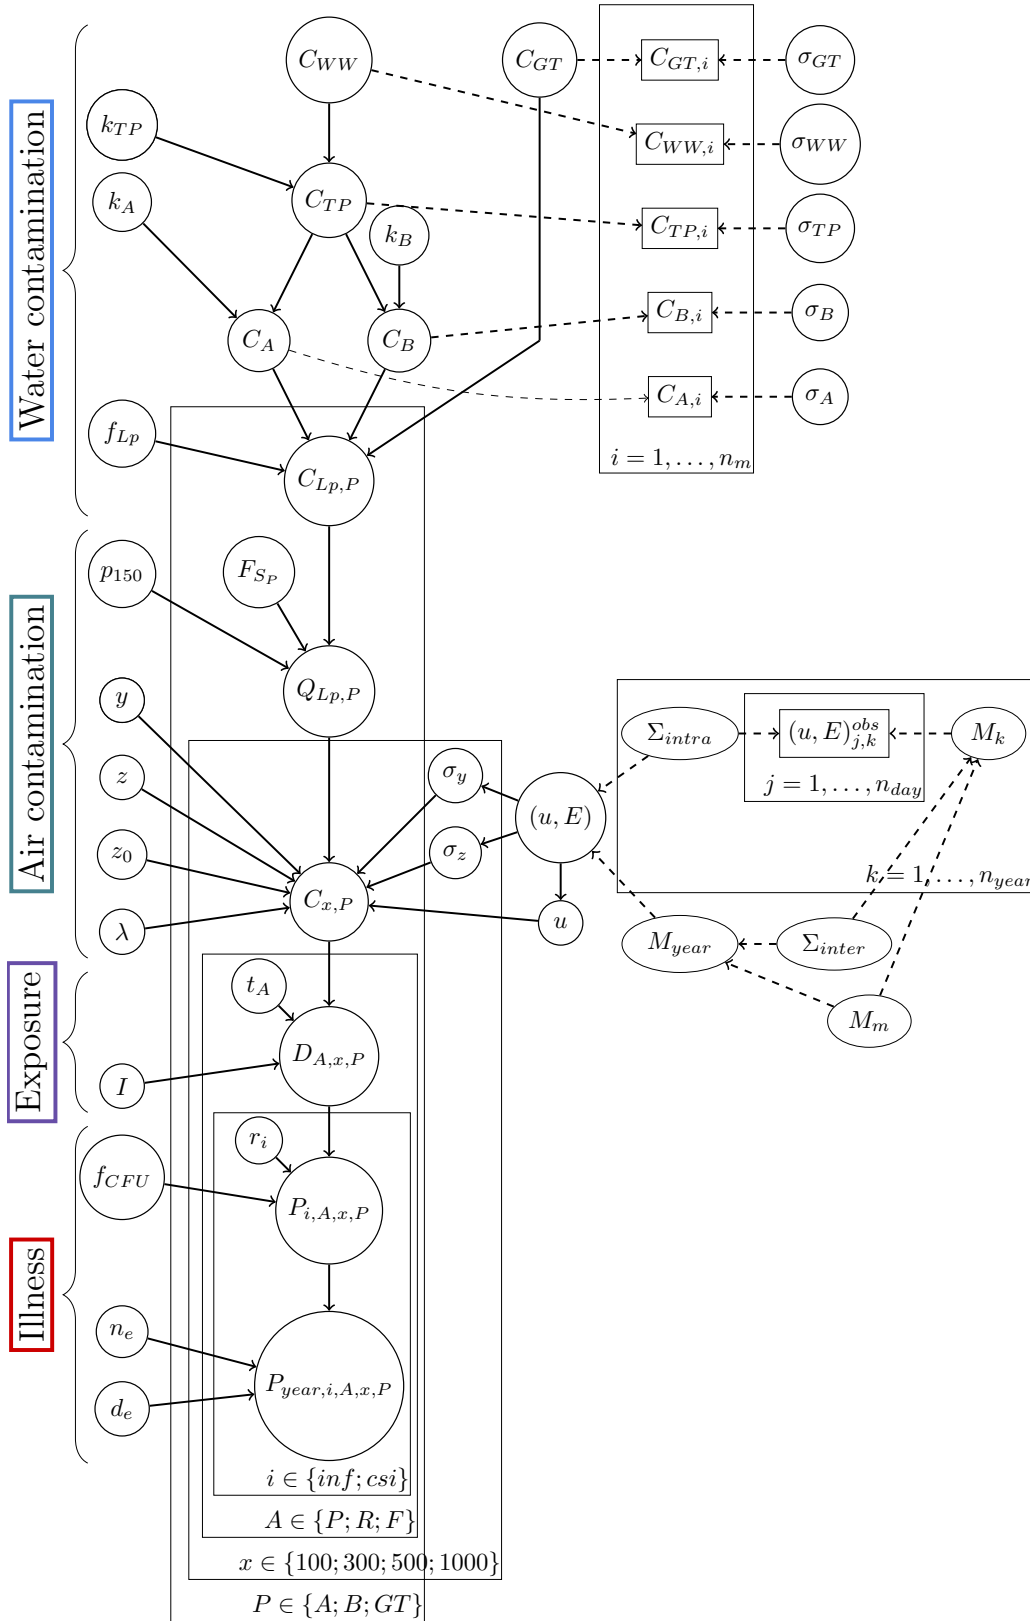 Water contamination
Air contamination
Exposure
Illness
C_{WW}
C_{GT}
C_{GT,i}
σ_{GT}
k_{TP}
C_{WW,i}
σ_{WW}
k_A
C_{TP}
k_B
C_{TP,i}
σ_{TP}
C_A
C_B
C_{B,i}
σ_B
C_{A,i}
σ_A
f_{Lp}
C_{Lp,P}
i = 1, . . . , n_m
p_{150}
F_{S_P}
Q_{Lp,P}
y
Σ_{intra}
(u, E)^{obs}_{j,k}
M_k
z
σ_y
j = 1, . . . , n_{day}
(u, E)
z_0
σ_z
k = 1, . . . , n_{year}
C_{x,P}
λ
u
M_{year}
Σ_{inter}
t_A
M_m
D_{A,x,P}
I
r_i
f_{CFU}
P_{i,A,x,P}
n_e
P_{year,i,A,x,P}
d_e
i ∈ {inf; csi}
A ∈ {P; R; F}
x ∈ {100; 300; 500; 1000}
P ∈ {A; B; GT}